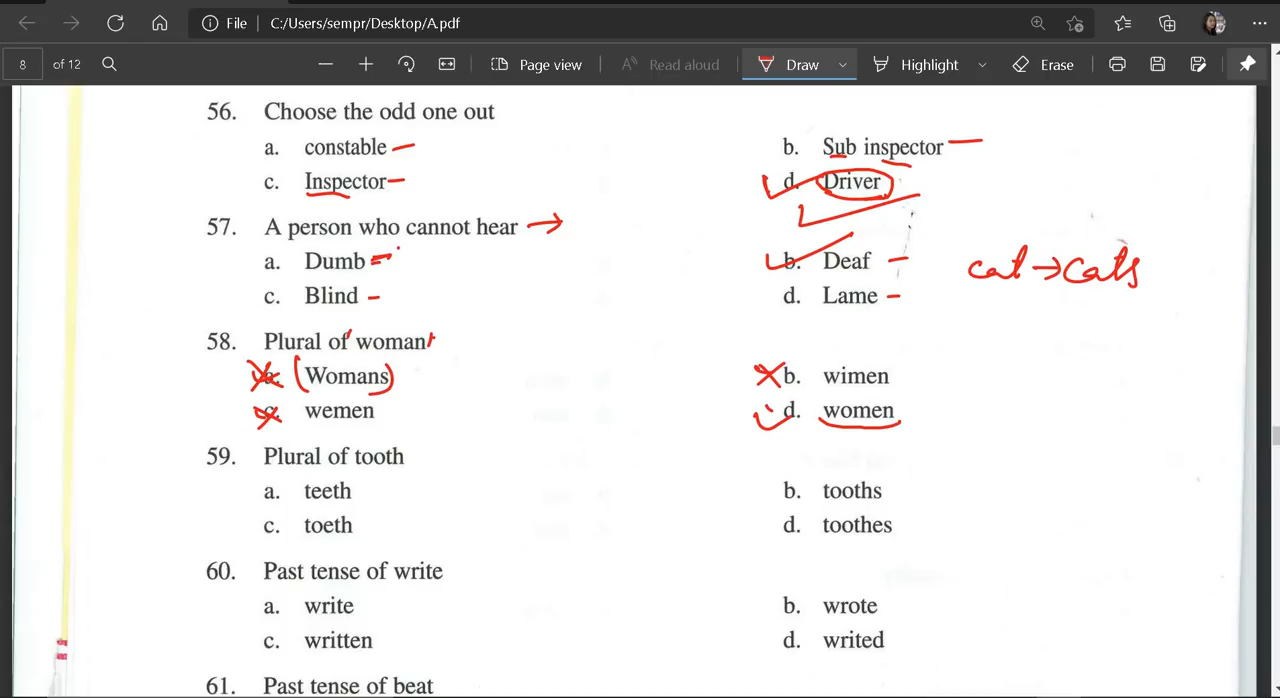 File C:/Users/sempr/Desktop/A.pdf
8 of 12 Page view Read aloud Draw Highlight Erase
56. Choose the odd one out
a. constable b. Sub inspector
c. Inspector d. Driver
57. A person who cannot hear →
a. Dumb b. Deaf
cat → cats
c. Blind d. Lame
58. Plural of 'woman'
a. (Womans) b. wimen
c. wemen d. women
59. Plural of tooth
a. teeth b. tooths
c. toeth d. toothes
60. Past tense of write
a. write b. wrote
c. written d. writed
61. Past tense of beat